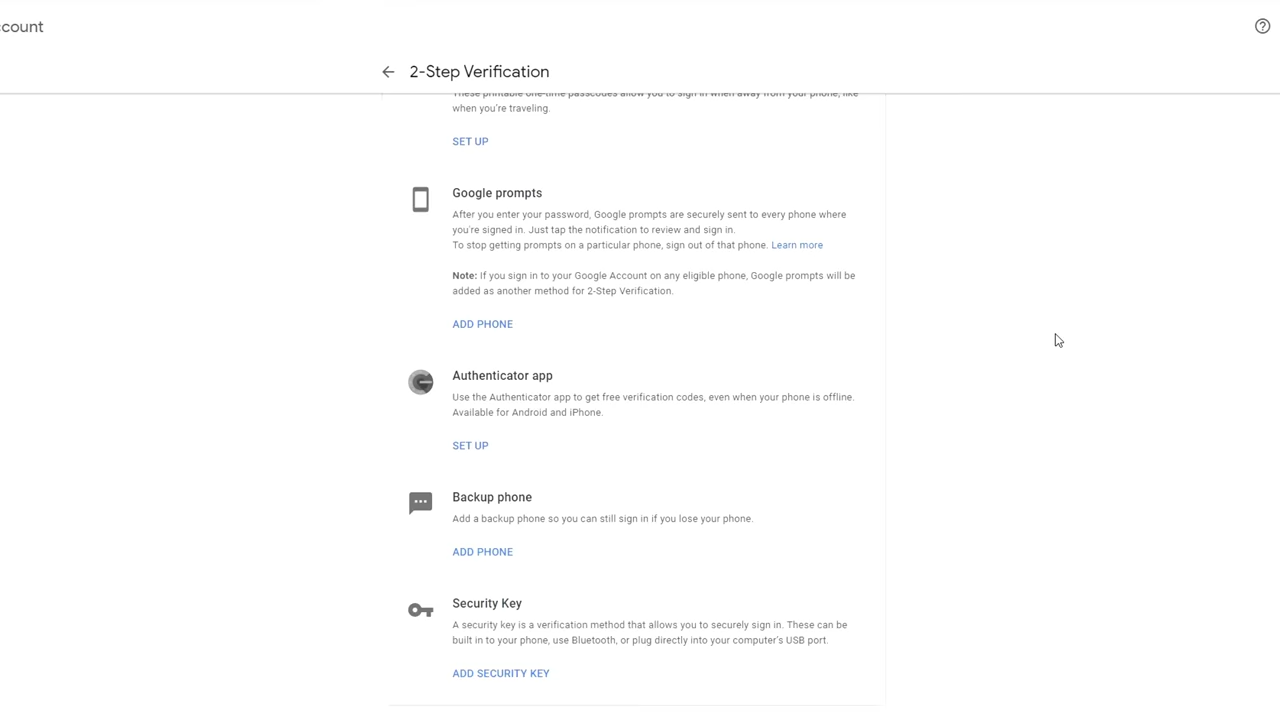 ccount
2-Step Verification
These printable one-time passcodes allow you to sign in when away from your phone, like
when you're traveling.
SET UP
Google prompts
After you enter your password, Google prompts are securely sent to every phone where
you're signed in. Just tap the notification to review and sign in.
To stop getting prompts on a particular phone, sign out of that phone. Learn more
Note: If you sign in to your Google Account on any eligible phone, Google prompts will be
added as another method for 2-Step Verification.
ADD PHONE
Authenticator app
Use the Authenticator app to get free verification codes, even when your phone is offline.
Available for Android and iPhone.
SET UP
Backup phone
Add a backup phone so you can still sign in if you lose your phone.
ADD PHONE
Security Key
A security key is a verification method that allows you to securely sign in. These can be
built in to your phone, use Bluetooth, or plug directly into your computer's USB port.
ADD SECURITY KEY